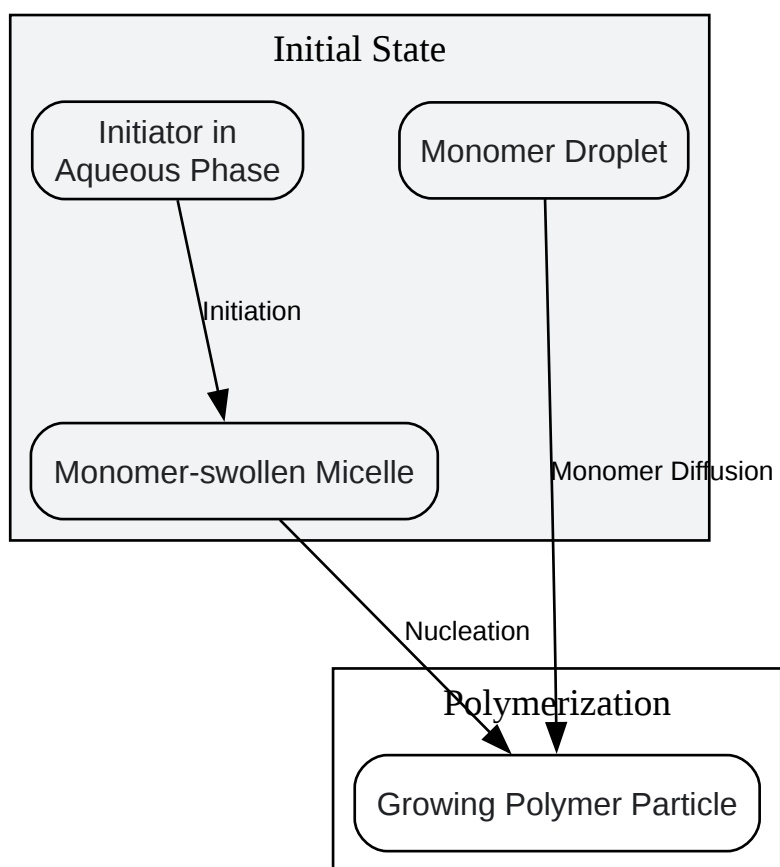 Initial State
Initiator in
Aqueous Phase
Monomer Droplet
Initiation
Monomer-swollen Micelle
Monomer Diffusion
Nucleation
Polymerization
Growing Polymer Particle